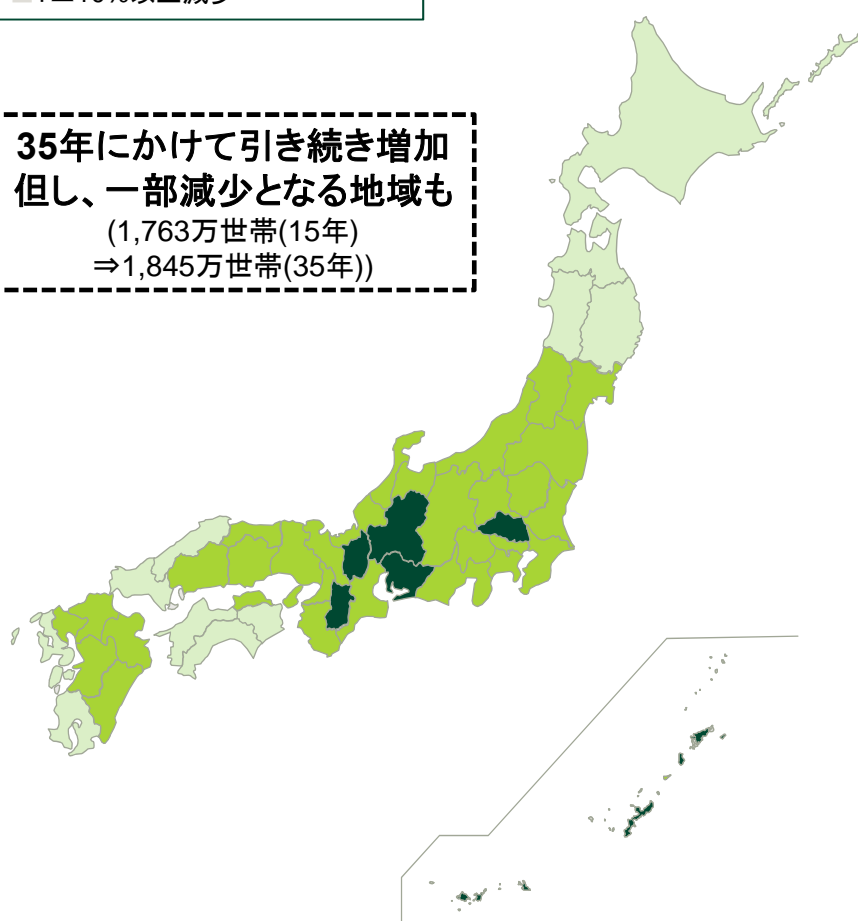 35年にかけて引き続き増加
但し、一部減少となる地域も
(1,763万世帯(15年)
⇒1,845万世帯(35年))